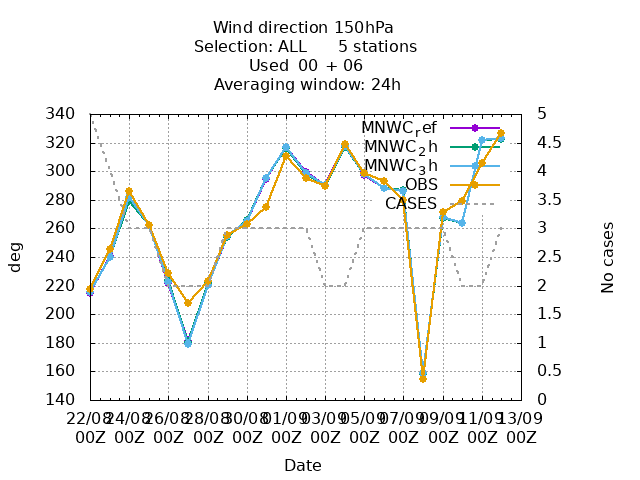 Wind direction 150hPa
Selection: ALL 5 stations
Used 00 + 06
Averaging window: 24h
340 320 300 280 260 240 220 200 180 160 140
deg
MNWC_ref
MNWC_2h
MNWC_3h
OBS
CASES
5 4.5 4 3.5 3 2.5 2 1.5 1 0.5 0
No cases
22/08 24/08 26/08 28/08 30/08 01/09 03/09 05/09 07/09 09/09 11/09 13/09
00Z 00Z 00Z 00Z 00Z 00Z 00Z 00Z 00Z 00Z 00Z 00Z
Date